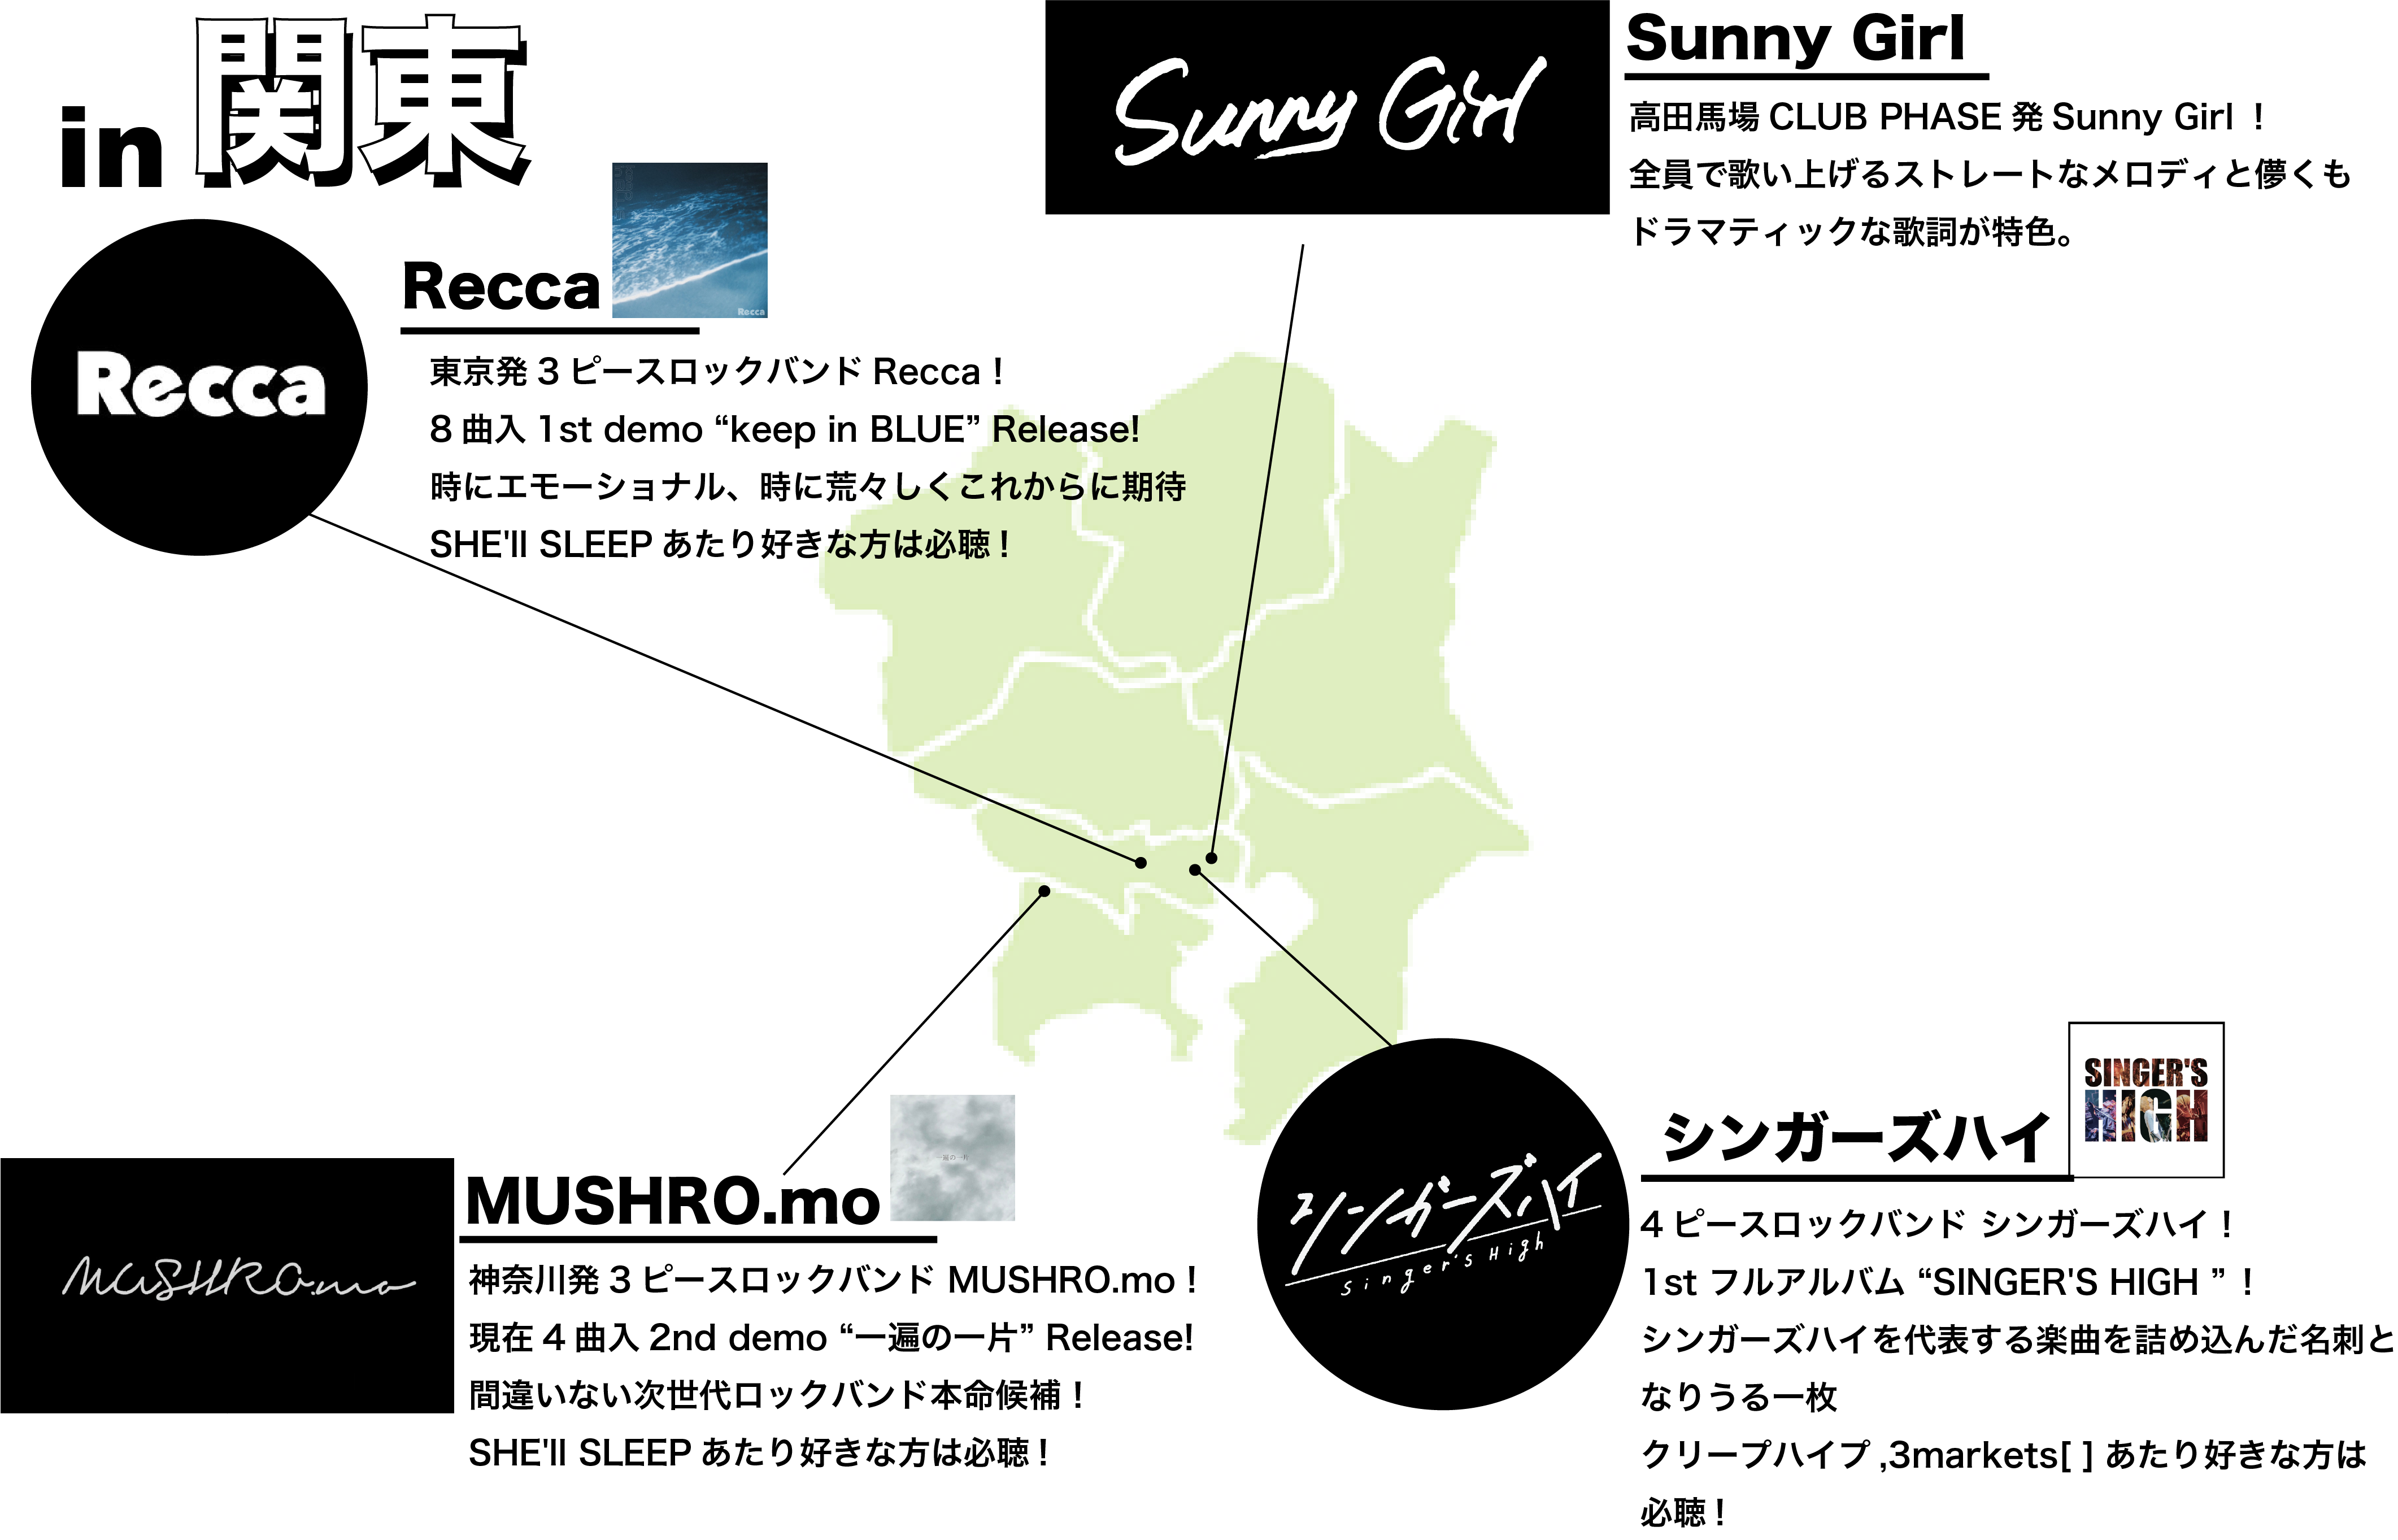 in 関東
Recca
Recca
Recca
東京発 3 ピースロックバンド Recca！
8 曲入 1st demo “keep in BLUE” Release!
時にエモーショナル、時に荒々しくこれからに期待
SHE'll SLEEP あたり好きな方は必聴！
Sunny Girl
Sunny Girl
高田馬場 CLUB PHASE 発 Sunny Girl ！
全員で歌い上げるストレートなメロディと儚くも
ドラマティックな歌詞が特色。
MUSHRO.mo
MUSHRO.mo
一遍の一片
神奈川発 3 ピースロックバンド MUSHRO.mo！
現在 4 曲入 2nd demo “一遍の一片” Release!
間違いない次世代ロックバンド本命候補！
SHE'll SLEEP あたり好きな方は必聴！
シンガーズハイ
Singer's High
シンガーズハイ
SINGER'S
HIGH
4 ピースロックバンド シンガーズハイ！
1st フルアルバム “SINGER'S HIGH ”！
シンガーズハイを代表する楽曲を詰め込んだ名刺と
なりうる一枚
クリープハイプ ,3markets[ ] あたり好きな方は
必聴！